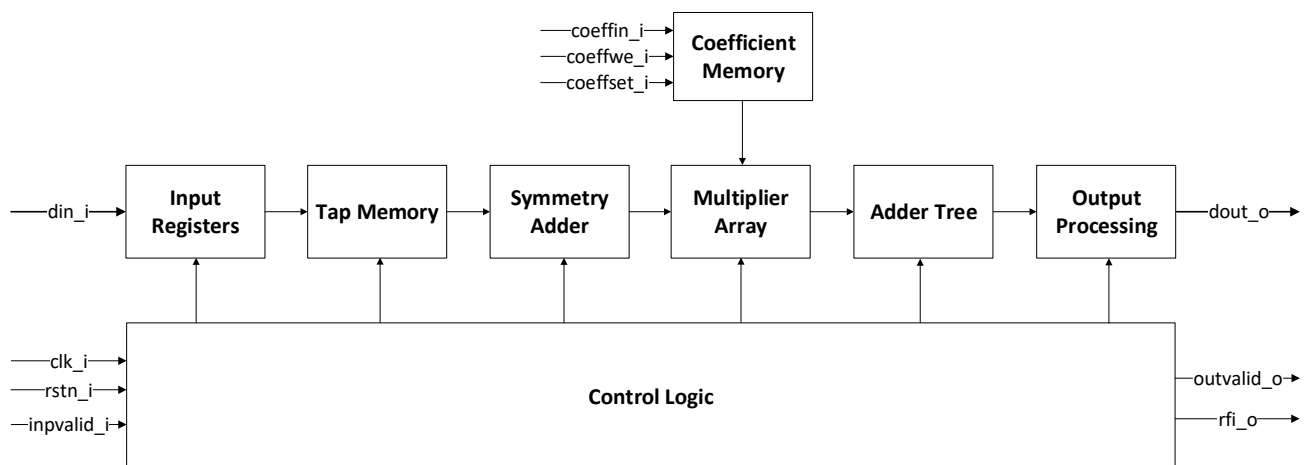 coeffin_i
coeffwe_i
coeffset_i
Coefficient
Memory
din_i
Input
Registers
Tap Memory
Symmetry
Adder
Multiplier
Array
Adder Tree
Output
Processing
dout_o
clk_i
rstn_i
inpvalid_i
Control Logic
outvalid_o
rfi_o